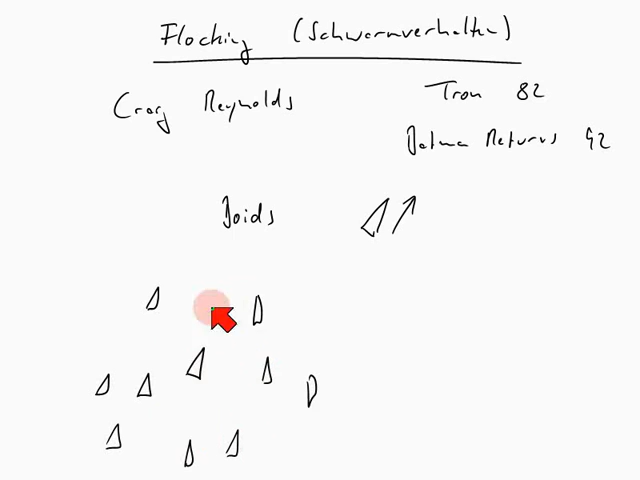 Flocking (Schwarmverhalten)
Craig Reynolds
Tron 82
Batman Returns 92
Boids